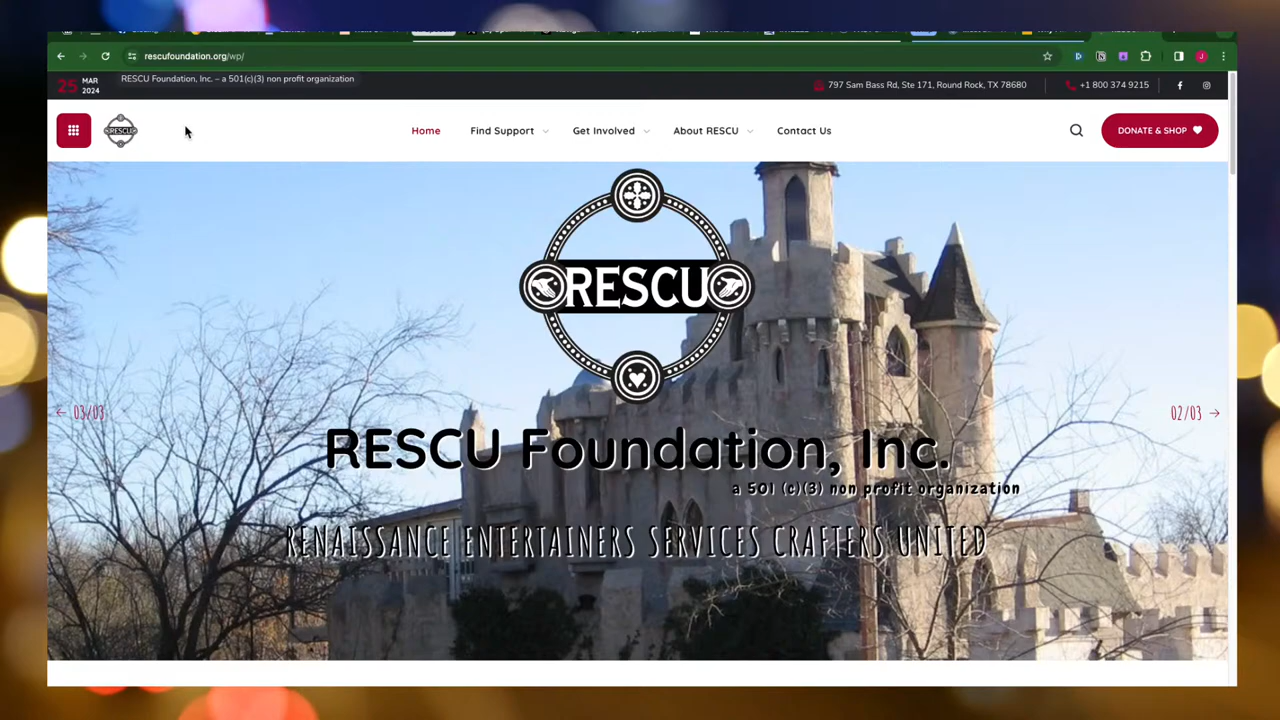 rescufoundation.org/wp/
25 MAR 2024
RESCU Foundation, Inc. – a 501(c)(3) non profit organization
797 Sam Bass Rd, Ste 171, Round Rock, TX 78680
+1 800 374 9215
RESCU
Home
Find Support
Get Involved
About RESCU
Contact Us
DONATE & SHOP
RESCU
← 03/03
02/03 →
RESCU Foundation, Inc.
a 501 (c)(3) non profit organization
RENAISSANCE ENTERTAINERS SERVICES CRAFTERS UNITED